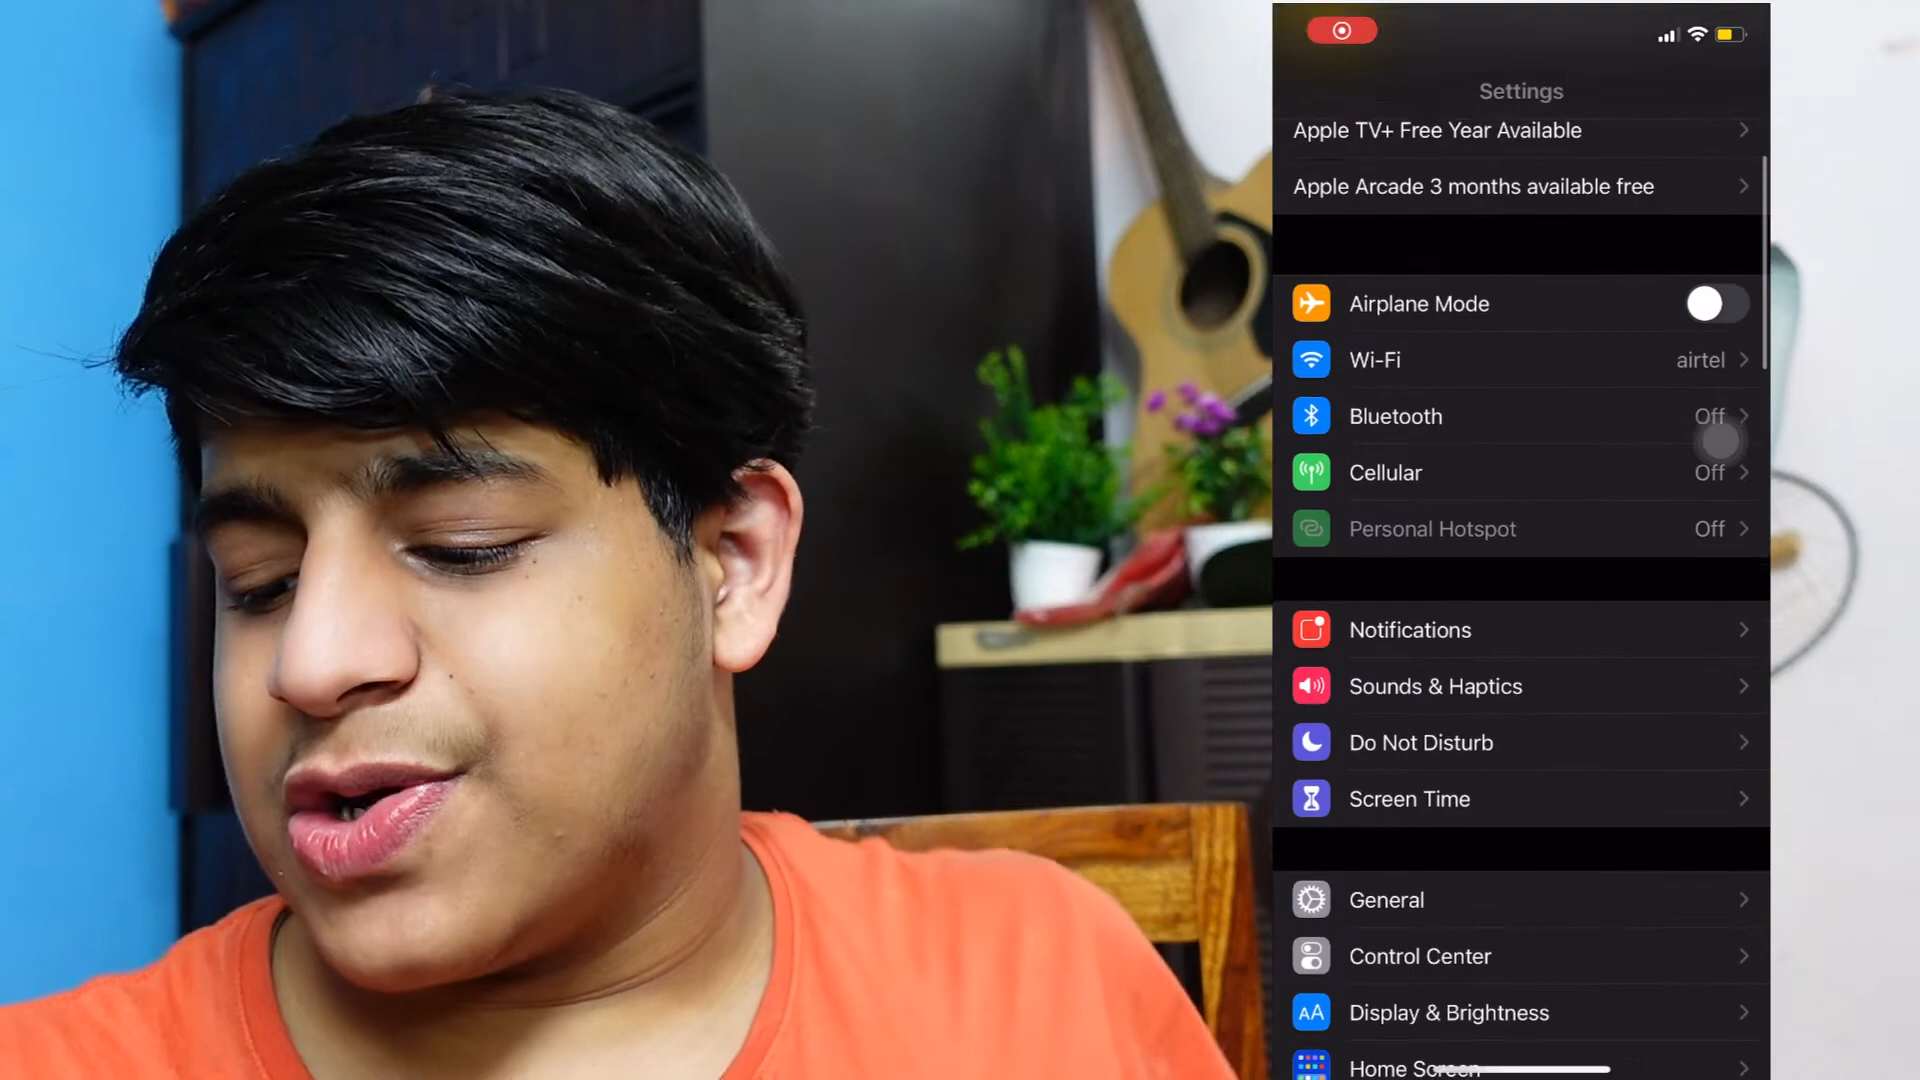 Settings
Apple TV+ Free Year Available
Apple Arcade 3 months available free
Airplane Mode
Wi-Fi airtel
Bluetooth Off
Cellular Off
Personal Hotspot Off
Notifications
Sounds & Haptics
Do Not Disturb
Screen Time
General
Control Center
AA Display & Brightness
Home Screen